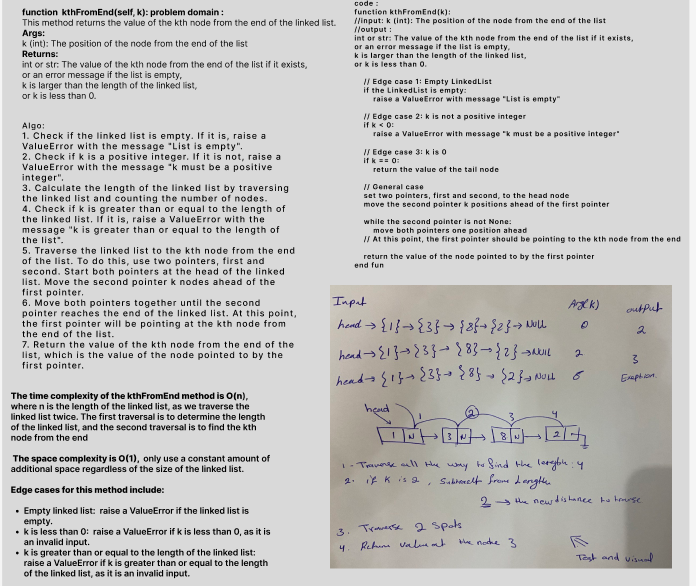 function kthFromEnd(self, k): problem domain :
This method returns the value of the kth node from the end of the linked list.
Args:
k (int): The position of the node from the end of the list
Returns:
int or str: The value of the kth node from the end of the list if it exists,
or an error message if the list is empty,
k is larger than the length of the linked list,
or k is less than 0.
Algo:
1. Check if the linked list is empty. If it is, raise a
ValueError with the message "List is empty".
2. Check if k is a positive integer. If it is not, raise a
ValueError with the message "k must be a positive
integer".
3. Calculate the length of the linked list by traversing
the linked list and counting the number of nodes.
4. Check if k is greater than or equal to the length of
the linked list. If it is, raise a ValueError with the
message "k is greater than or equal to the length of
the list".
5. Traverse the linked list to the kth node from the end
of the list. To do this, use two pointers, first and
second. Start both pointers at the head of the linked
list. Move the second pointer k nodes ahead of the
first pointer.
6. Move both pointers together until the second
pointer reaches the end of the linked list. At this point,
the first pointer will be pointing at the kth node from
the end of the list.
7. Return the value of the kth node from the end of the
list, which is the value of the node pointed to by the
first pointer.
The time complexity of the kthFromEnd method is O(n),
where n is the length of the linked list, as we traverse the
linked list twice. The first traversal is to determine the length
of the linked list, and the second traversal is to find the kth
node from the end
The space complexity is O(1), only use a constant amount of
additional space regardless of the size of the linked list.
Edge cases for this method include:
• Empty linked list: raise a ValueError if the linked list is
empty.
• k is less than 0: raise a ValueError if k is less than 0, as it is
an invalid input.
• k is greater than or equal to the length of the linked list:
raise a ValueError if k is greater than or equal to the length of
the linked list, as it is an invalid input.
code :
function kthFromEnd(k):
//input: k (int): The position of the node from the end of the list
//output :
int or str: The value of the kth node from the end of the list if it exists,
or an error message if the list is empty,
k is larger than the length of the linked list,
or k is less than 0.
// Edge case 1: Empty LinkedList
if the LinkedList is empty:
raise a ValueError with message "List is empty"
// Edge case 2: k is not a positive integer
if k < 0:
raise a ValueError with message "k must be a positive integer"
// Edge case 3: k is 0
if k == 0:
return the value of the tail node
// General case
set two pointers, first and second, to the head node
move the second pointer k positions ahead of the first pointer
while the second pointer is not None:
move both pointers one position ahead
// At this point, the first pointer should be pointing to the kth node from the end
return the value of the node pointed to by the first pointer
end fun
Input Arg(k) output
head → {1} → {3} → {8} → {2} → NULL 0 2
head → {1} → {3} → {8} → {2} → NULL 2 3
head → {1} → {3} → {8} → {2} → NULL 6 Exception
head 1 2 3 4
1 N 3 N 8 N 2
1 - Traverse all the way to find the length: 4
2. if K is 2, Subtract from Length
2 → the new distance to
3. Traverse 2 Spots
4. Return value at the node 3
Test and visual